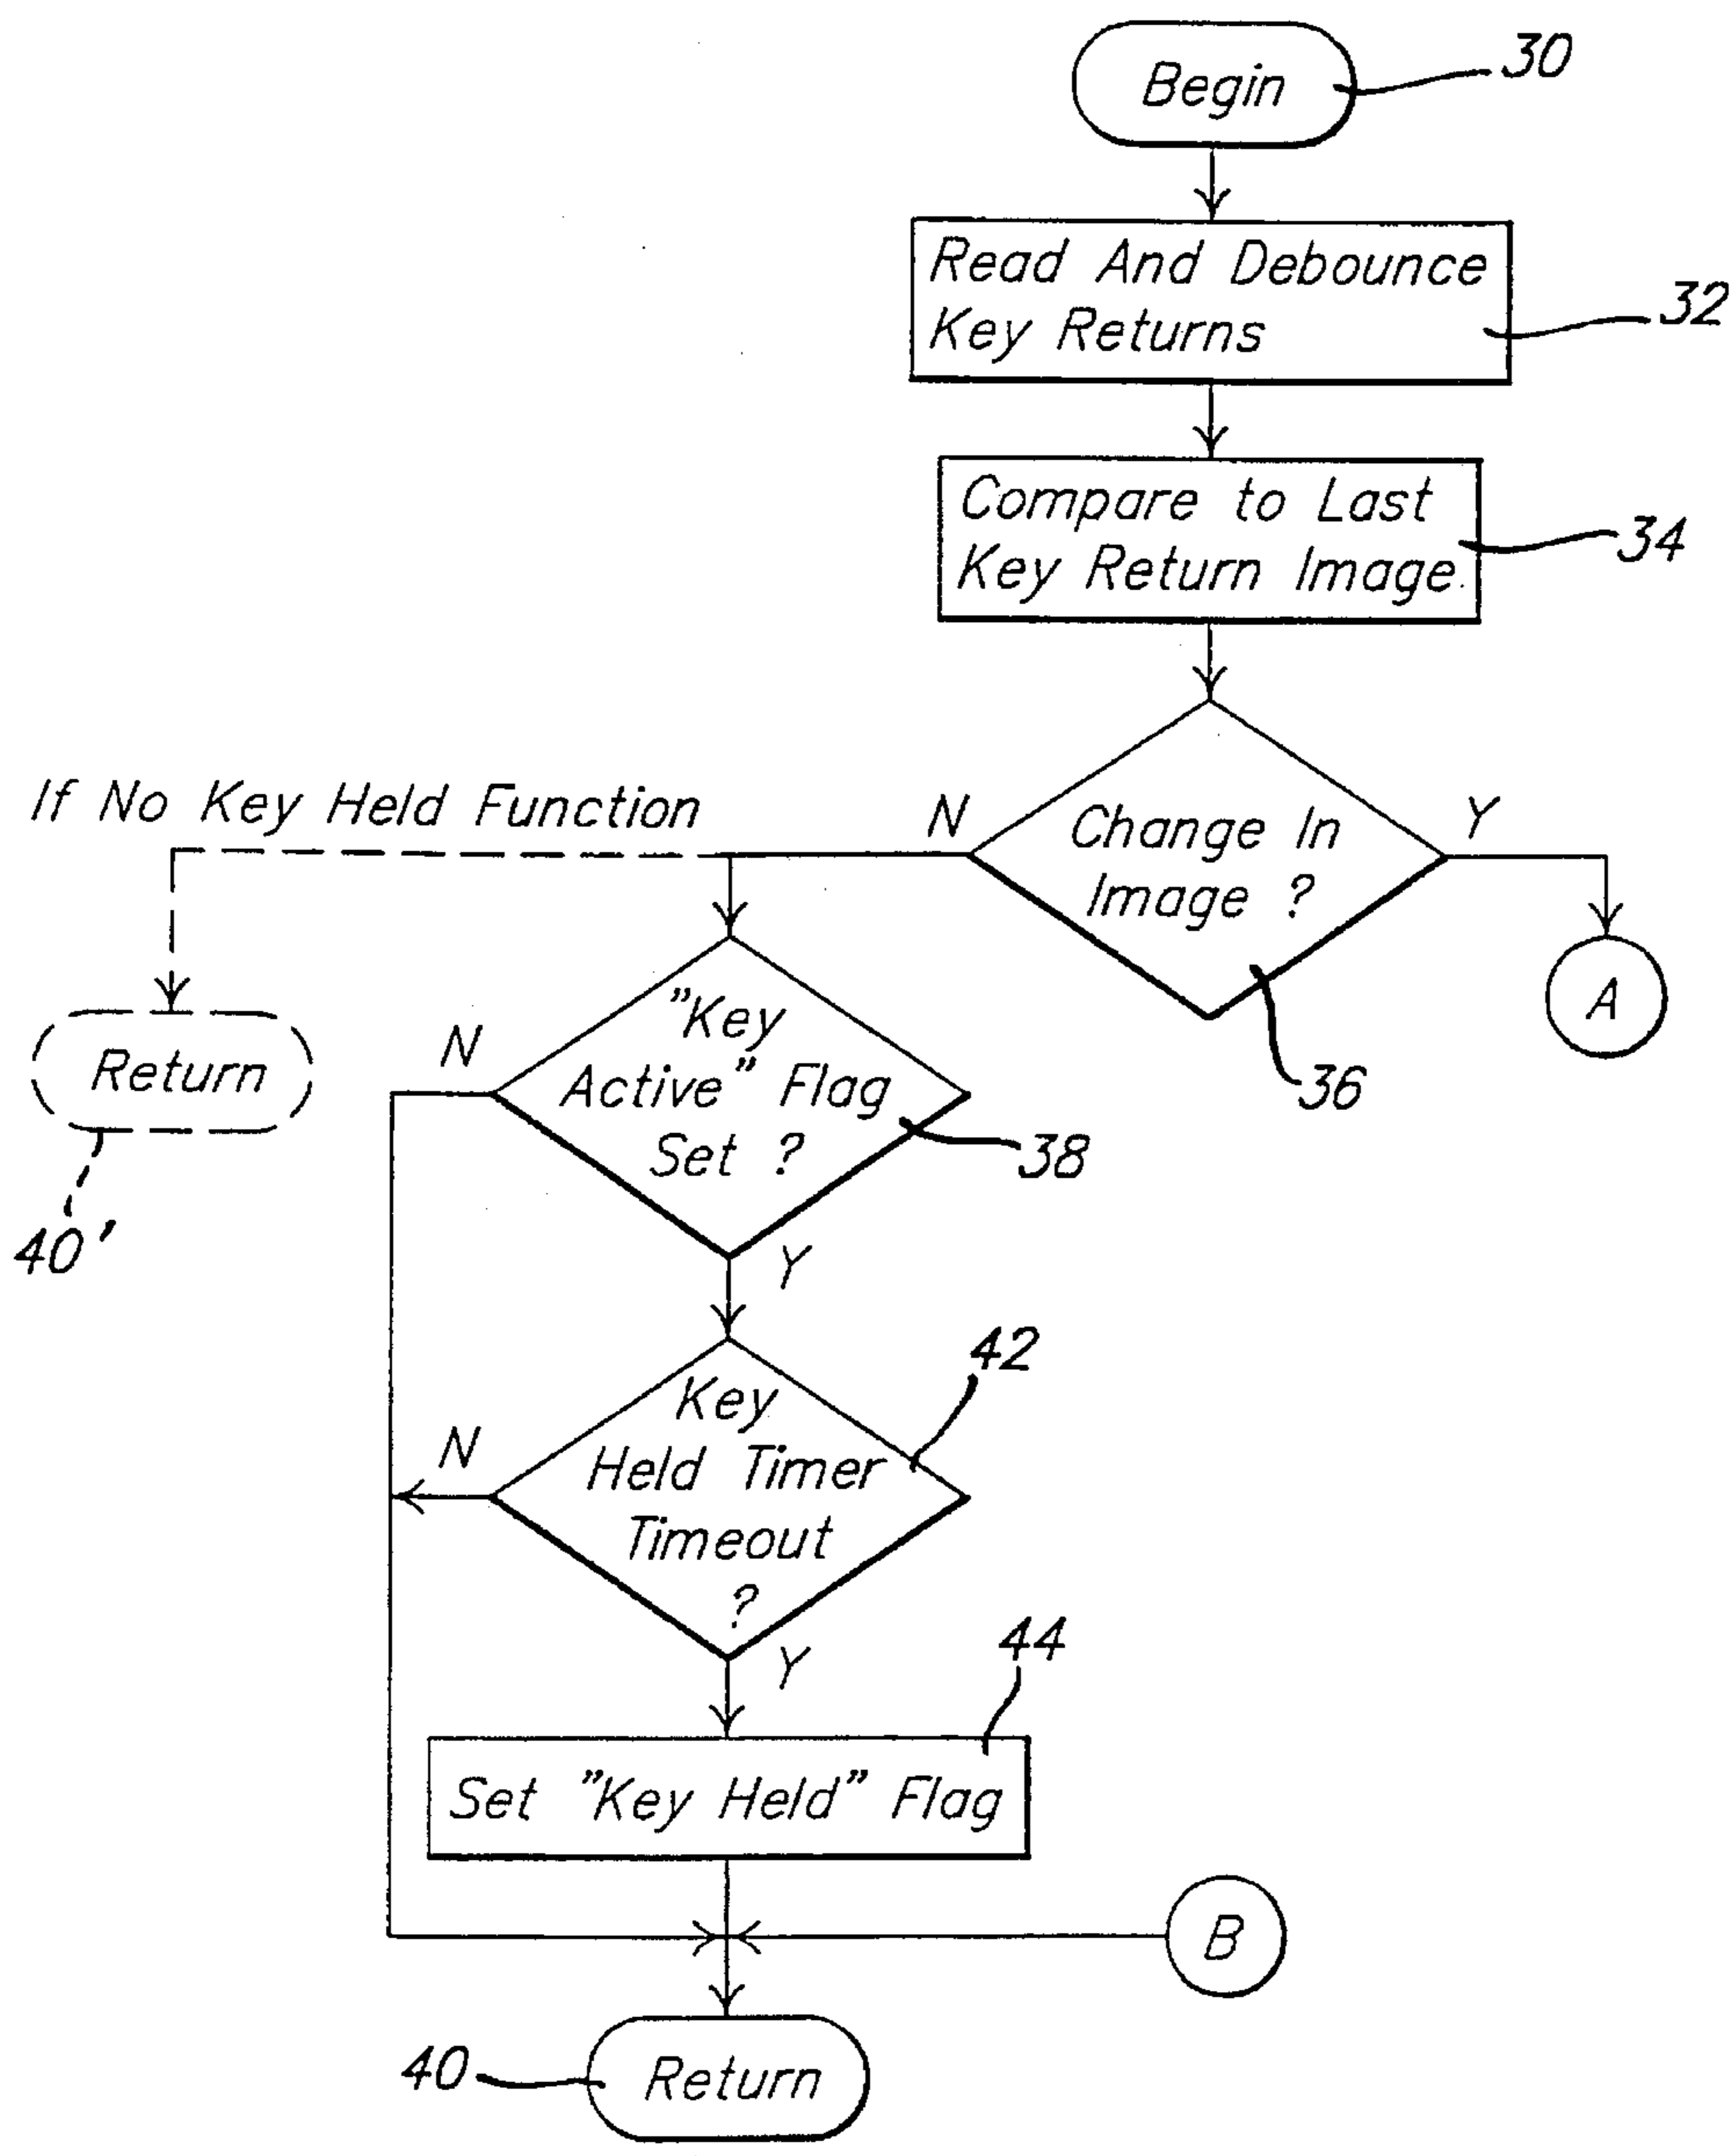 Begin
30
Read And Debounce
Key Returns
32
Compare to Last
Key Return Image
34
If No Key Held Function
N
Change In
Image ?
Y
36
A
Return
40'
N
"Key
Active" Flag
Set ?
38
Y
42
Key
Held Timer
Timeout
?
N
Y
44
Set "Key Held" Flag
B
40
Return